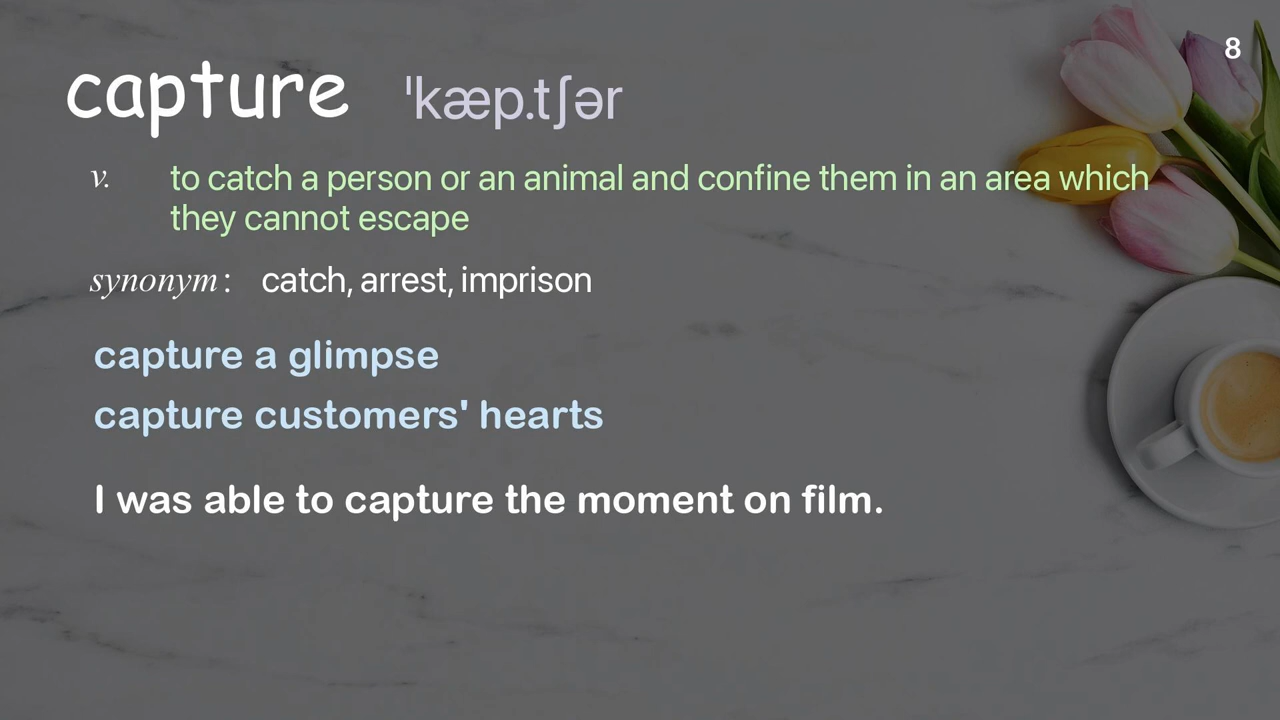 8
capture ˈkæp.tʃər
v. to catch a person or an animal and confine them in an area which
they cannot escape
synonym: catch, arrest, imprison
capture a glimpse
capture customers' hearts
I was able to capture the moment on film.